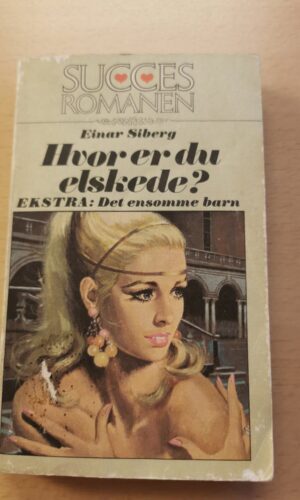 SUCCES
ROMANEN
Einar Siberg
Hvor er du
elskede?
EKSTRA: Det ensomme barn